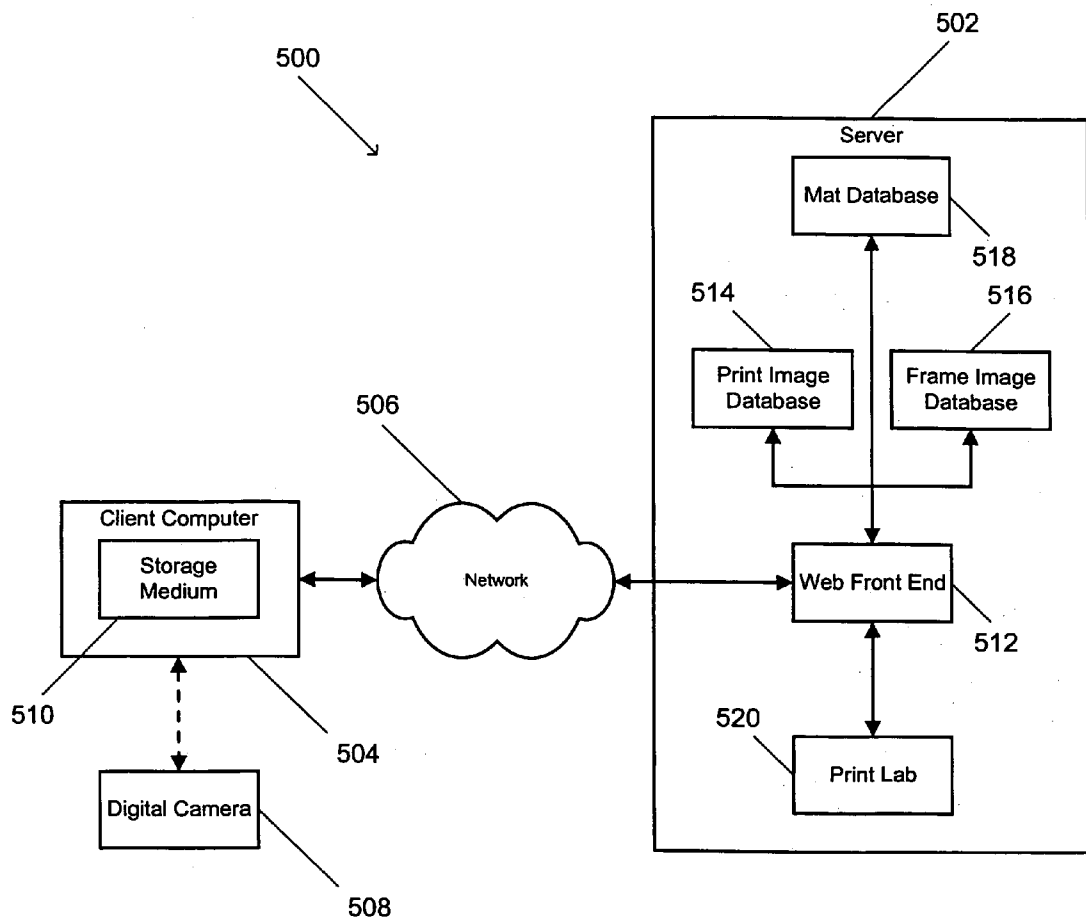 502
500
Server
Mat Database
518
514
516
Print Image
Database
Frame Image
Database
506
Client Computer
Storage
Medium
Network
Web Front End
512
510
504
520
Print Lab
Digital Camera
508